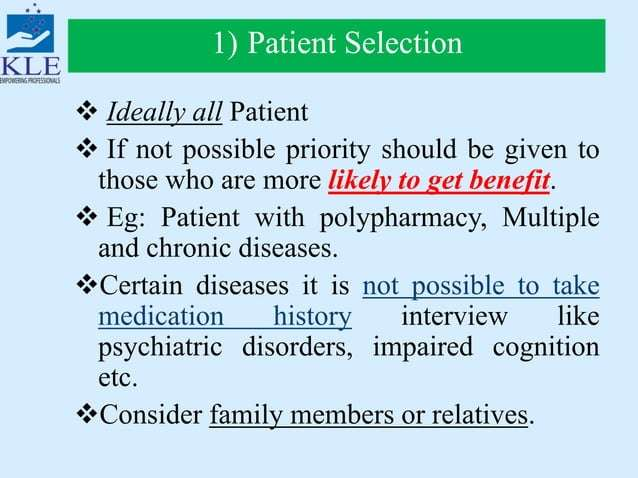 KLE
EMPOWERING PROFESSIONALS
1) Patient Selection
❖ Ideally all Patient
❖ If not possible priority should be given to
those who are more likely to get benefit.
❖ Eg: Patient with polypharmacy, Multiple
and chronic diseases.
❖Certain diseases it is not possible to take
medication history interview like
psychiatric disorders, impaired cognition
etc.
❖Consider family members or relatives.